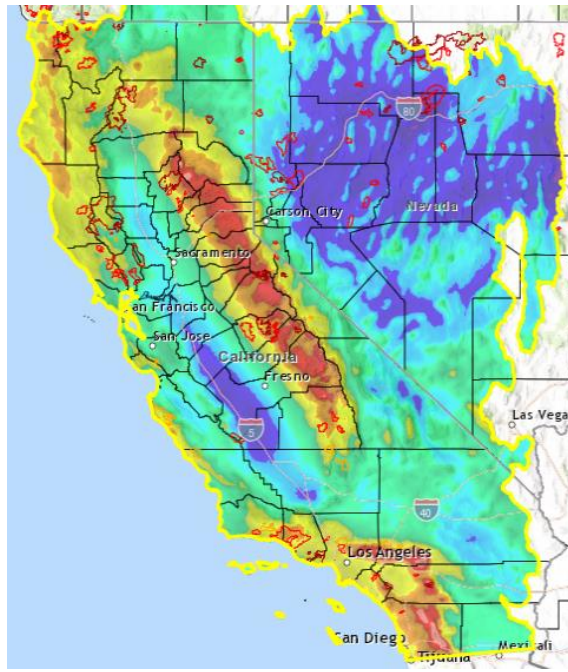 80
Nevada
Carson City
Sacramento
an Francisco
San Jose
California
Fresno
5
Las Vega
40
Los Angeles
San Diego
Tijuana
Mexicali